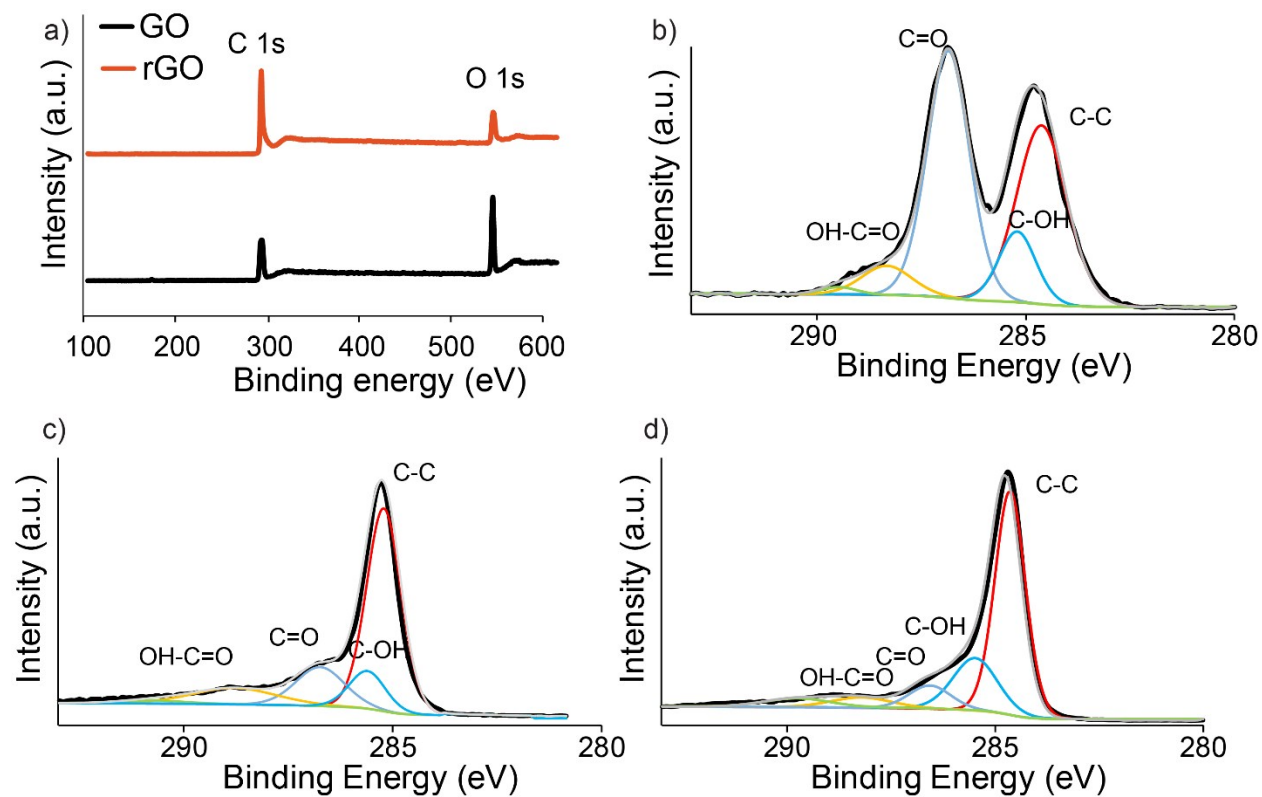 a)
GO
rGO
C 1s
O 1s
Intensity (a.u.)
100 200 300 400 500 600
Binding energy (eV)
b)
C=O
C-C
OH-C=O
C-OH
Intensity (a.u.)
290 285 280
Binding Energy (eV)
c)
C-C
C=O
C-OH
OH-C=O
Intensity (a.u.)
290 285 280
Binding Energy (eV)
d)
C-C
C-OH
C=O
OH-C=O
Intensity (a.u.)
290 285 280
Binding Energy (eV)